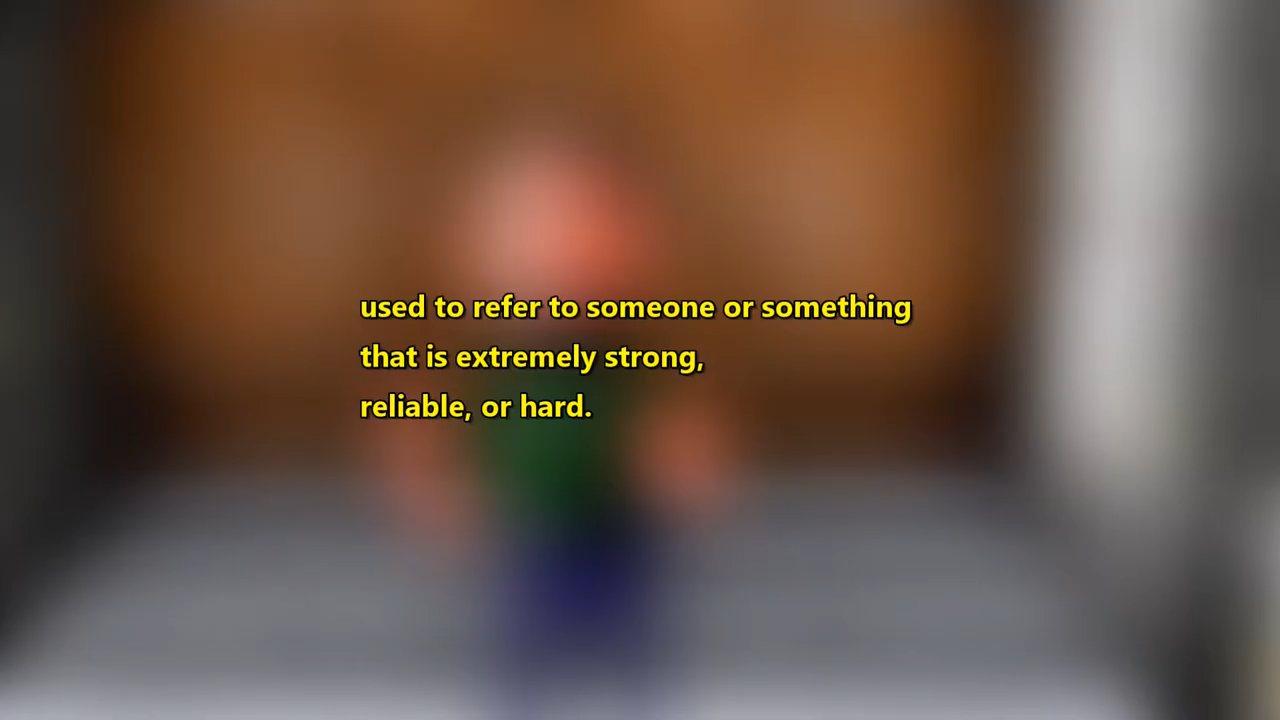 used to refer to someone or something
that is extremely strong,
reliable, or hard.